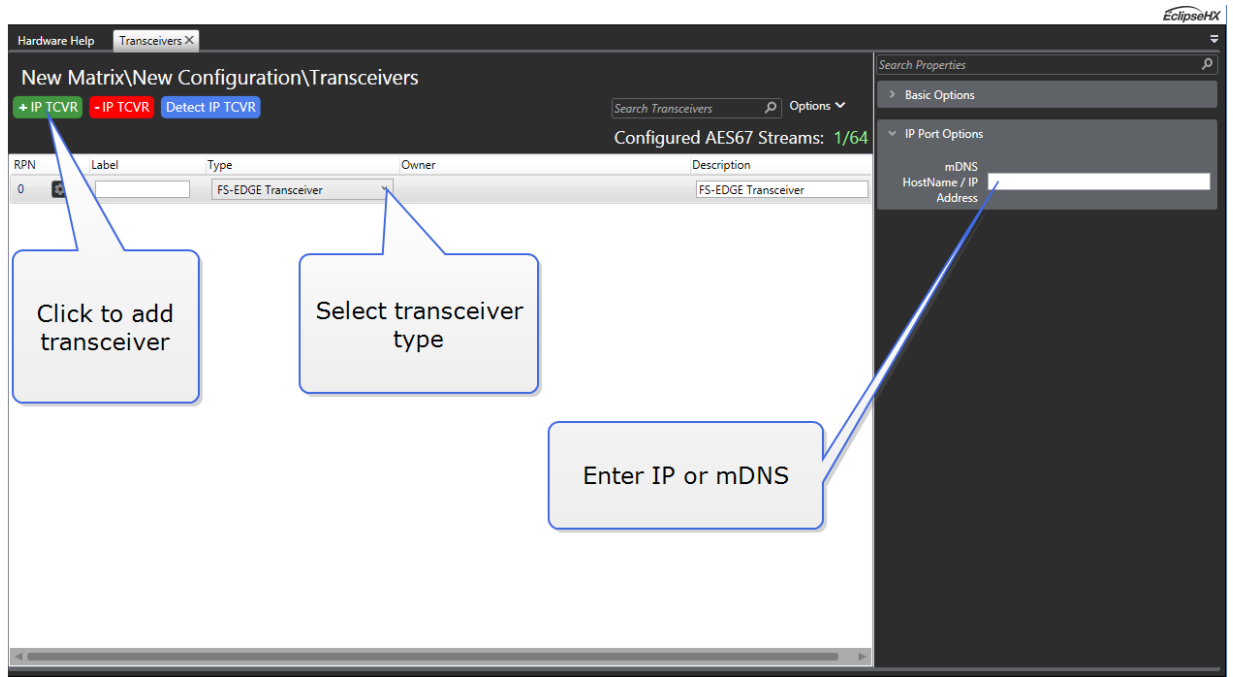 EclipseHX
Hardware Help Transceivers
New Matrix\New Configuration\Transceivers
+ IP TCVR - IP TCVR Detect IP TCVR
Search Transceivers Options
Configured AES67 Streams: 1/64
RPN Label Type Owner Description
0 FS-EDGE Transceiver FS-EDGE Transceiver
Search Properties
Basic Options
IP Port Options
mDNS
HostName / IP
Address
Click to add
transceiver
Select transceiver
type
Enter IP or mDNS